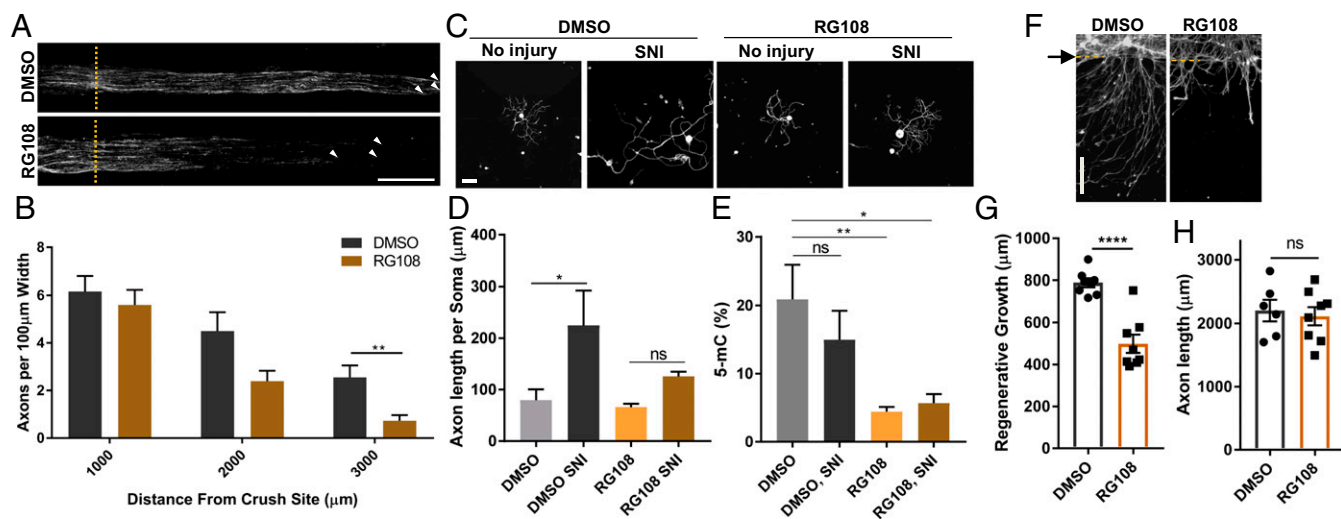 A
DMSO
RG108
B
Axons per 100μm Width
8
6
4
2
0
DMSO
RG108
**
1000
2000
3000
Distance From Crush Site (μm)
C
DMSO
RG108
No injury
SNI
No injury
SNI
D
Axon length per Soma (μm)
400
300
200
100
0
*
ns
DMSO
DMSO SNI
RG108
RG108 SNI
E
5-mC (%)
30
20
10
0
*
**
ns
DMSO
DMSO, SNI
RG108
RG108, SNI
F
DMSO
RG108
G
Regenerative Growth (μm)
1000
800
600
400
200
0
****
DMSO
RG108
H
Axon length (μm)
3000
2000
1000
0
ns
DMSO
RG108